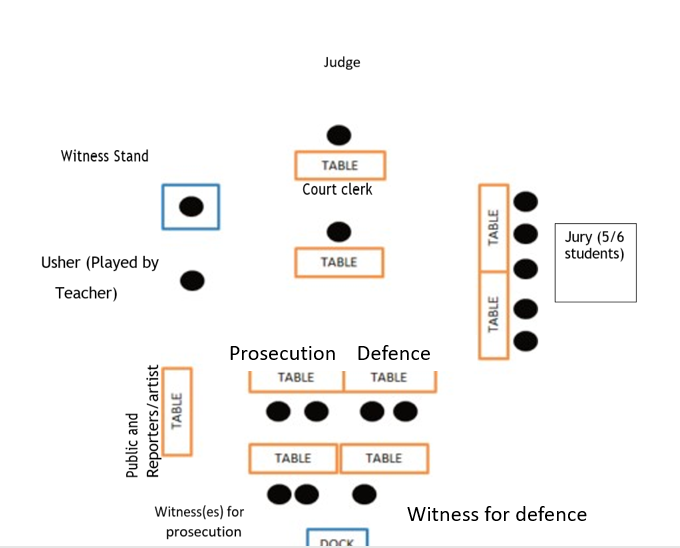 Judge
Witness Stand
TABLE
Court clerk
TABLE
TABLE
TABLE
Jury (5/6
students)
Usher (Played by
Teacher)
Prosecution
Defence
TABLE
TABLE
Public and
Reporters/artist
TABLE
TABLE
TABLE
Witness(es) for
prosecution
Witness for defence
DOCK